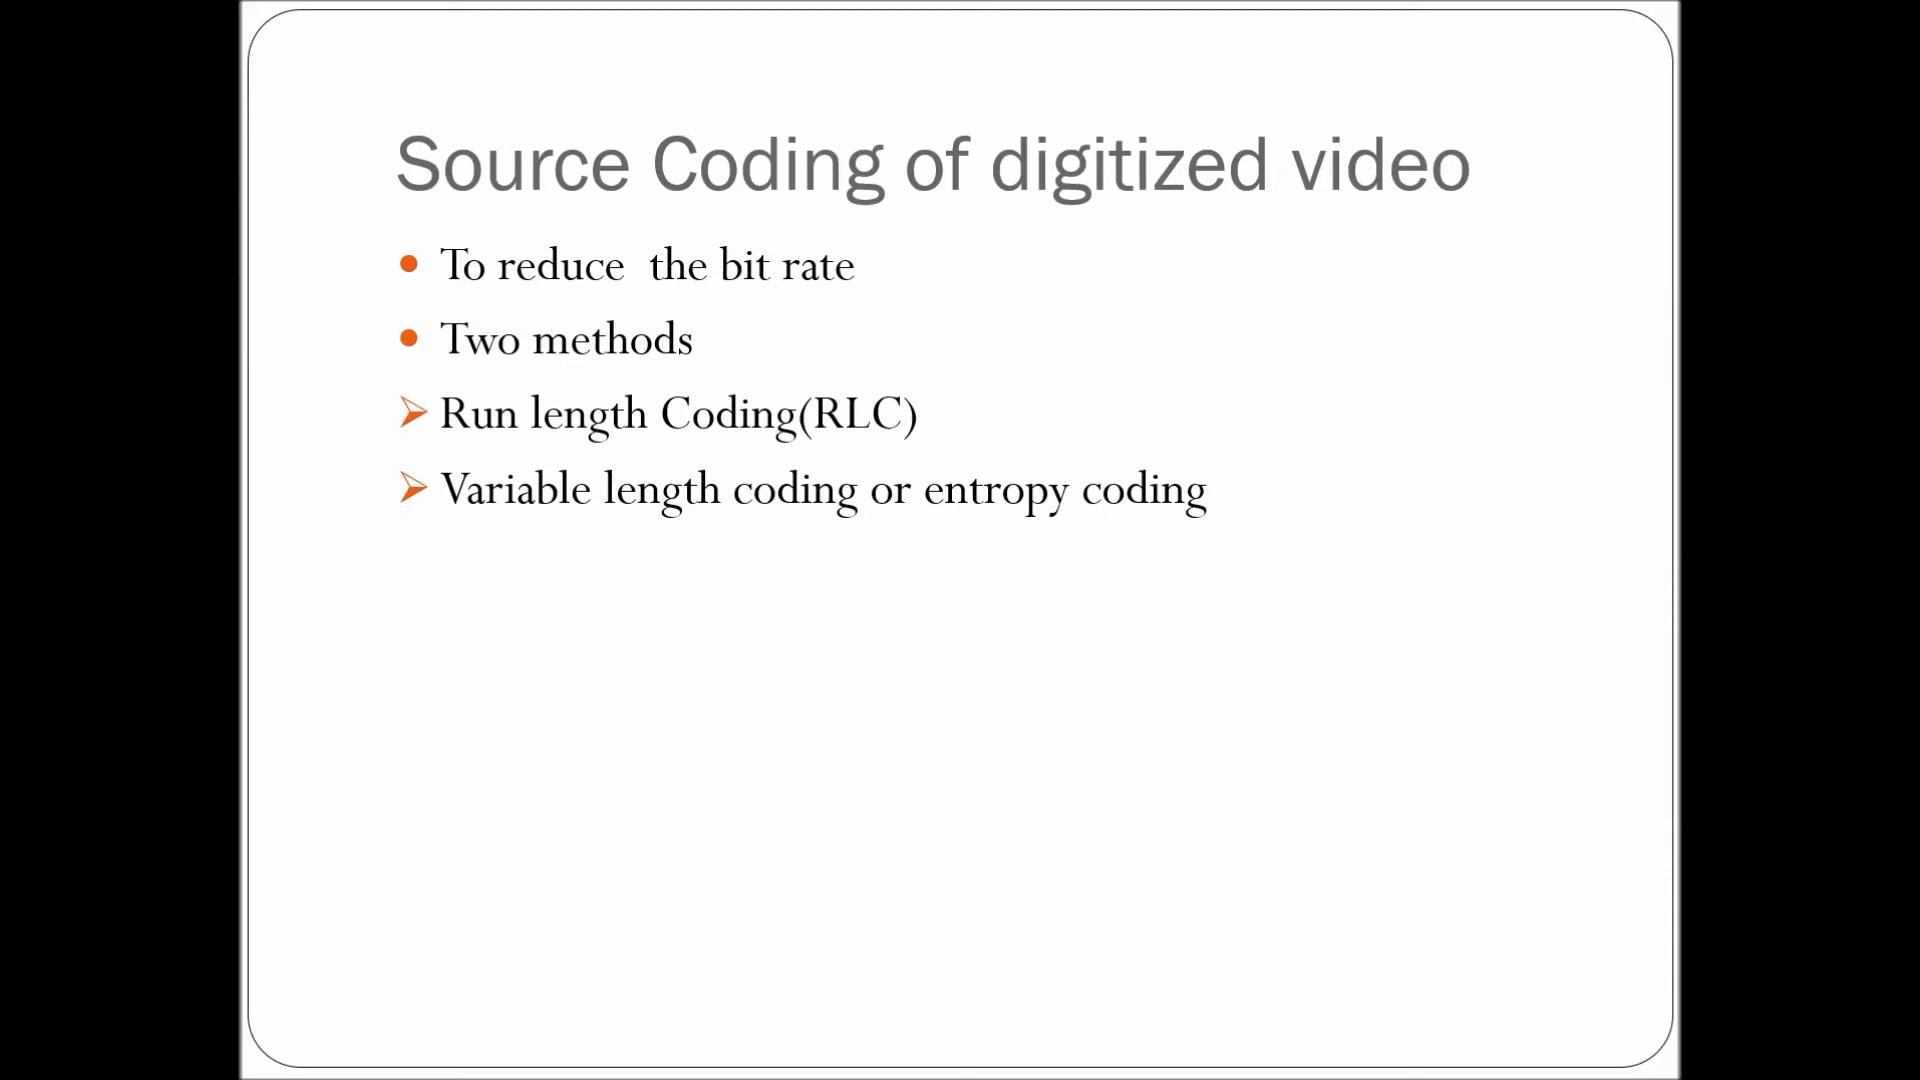 Source Coding of digitized video
To reduce  the bit rate
Two methods
Run length Coding(RLC)
Variable length coding or entropy coding